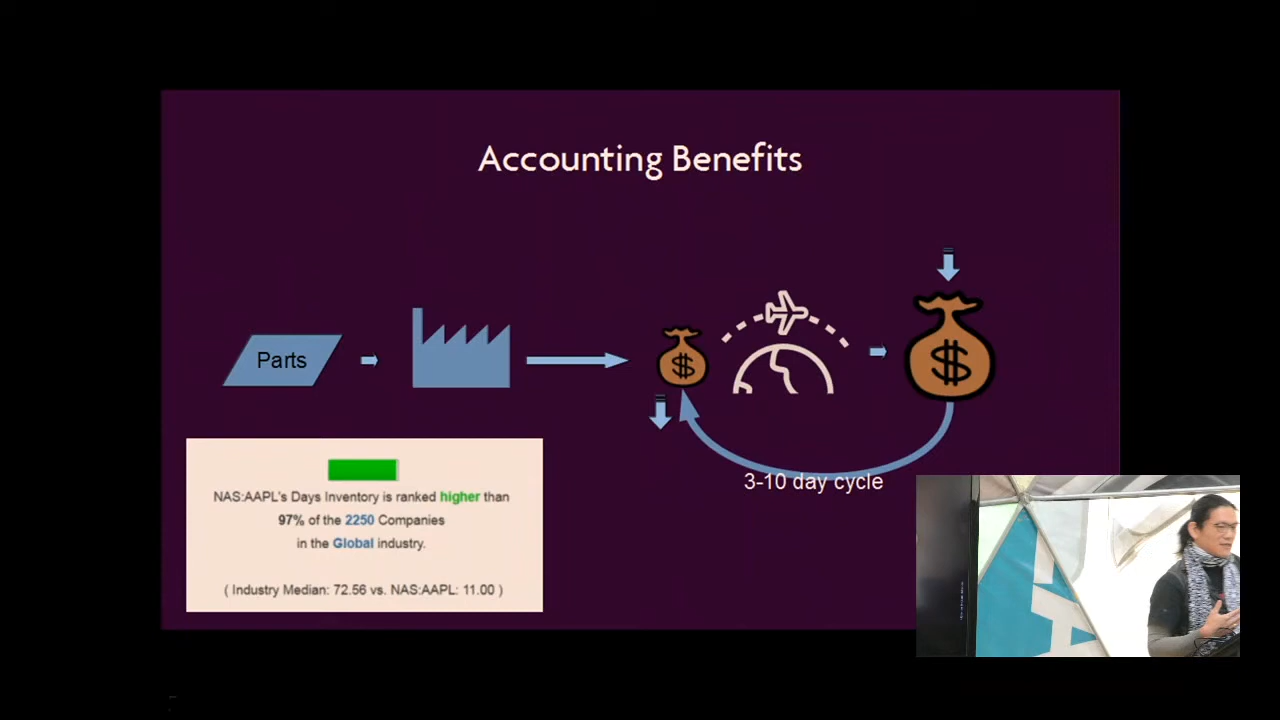 Accounting Benefits
Parts
$
$
3-10 day cycle
NAS:AAPL's Days Inventory is ranked higher than
97% of the 2250 Companies
in the Global industry.
( Industry Median: 72.56 vs. NAS:AAPL: 11.00 )